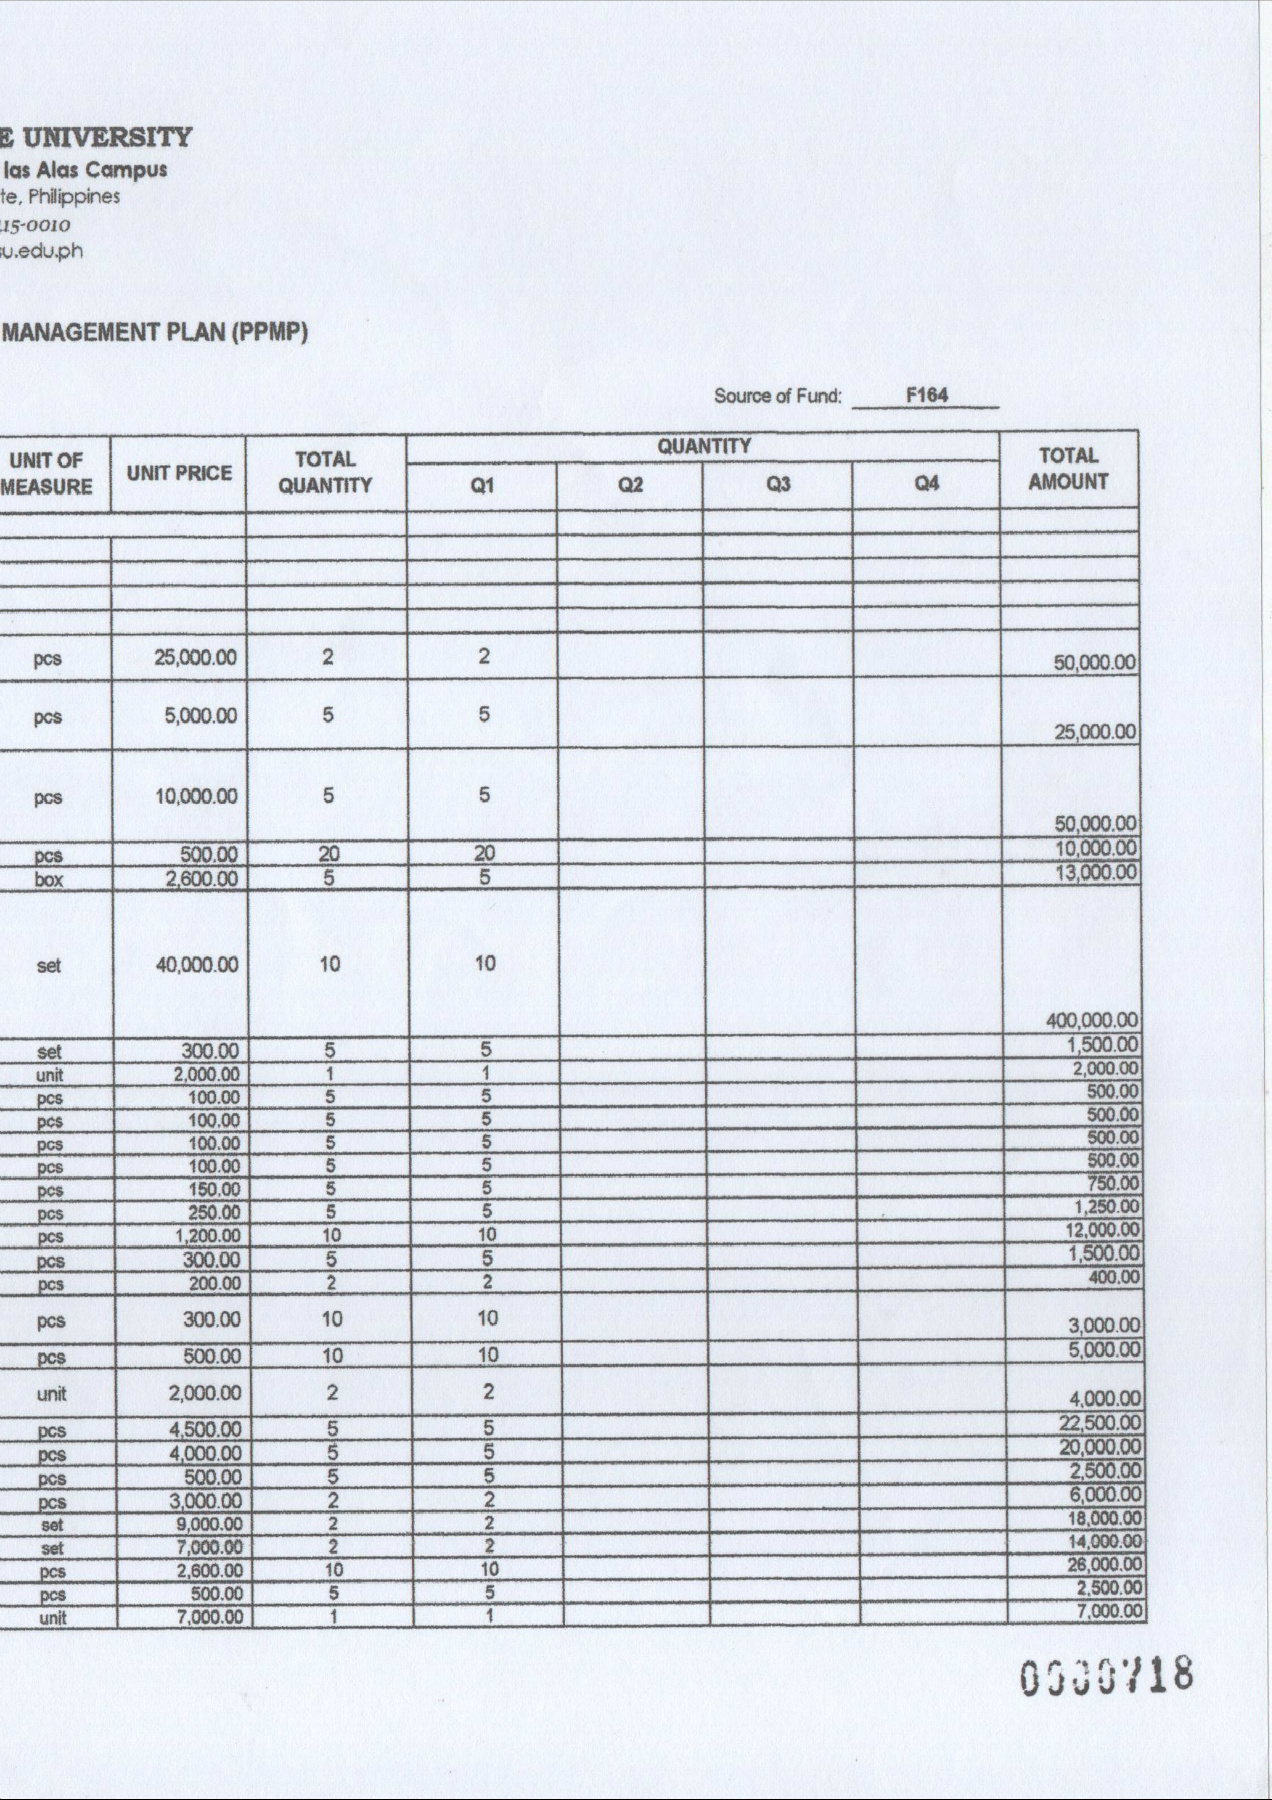 E UNIVERSITY
las Alas Campus
te, Philippines
115-0010
su.edu.ph
MANAGEMENT PLAN (PPMP)
Source of Fund: F164
UNIT OF MEASURE UNIT PRICE TOTAL QUANTITY QUANTITY TOTAL AMOUNT
Q1 Q2 Q3 Q4
pcs 25,000.00 2 2 50,000.00
pcs 5,000.00 5 5 25,000.00
pcs 10,000.00 5 5 50,000.00
pcs 500.00 20 20 10,000.00
box 2,600.00 5 5 13,000.00
set 40,000.00 10 10 400,000.00
set 300.00 5 5 1,500.00
unit 2,000.00 1 1 2,000.00
pcs 100.00 5 5 500.00
pcs 100.00 5 5 500.00
pcs 100.00 5 5 500.00
pcs 100.00 5 5 500.00
pcs 150.00 5 5 750.00
pcs 250.00 5 5 1,250.00
pcs 1,200.00 10 10 12,000.00
pcs 300.00 5 5 1,500.00
pcs 200.00 2 2 400.00
pcs 300.00 10 10 3,000.00
pcs 500.00 10 10 5,000.00
unit 2,000.00 2 2 4,000.00
pcs 4,500.00 5 5 22,500.00
pcs 4,000.00 5 5 20,000.00
pcs 500.00 5 5 2,500.00
pcs 3,000.00 2 2 6,000.00
set 9,000.00 2 2 18,000.00
set 7,000.00 2 2 14,000.00
pcs 2,600.00 10 10 26,000.00
pcs 500.00 5 5 2,500.00
unit 7,000.00 1 1 7,000.00
0000718